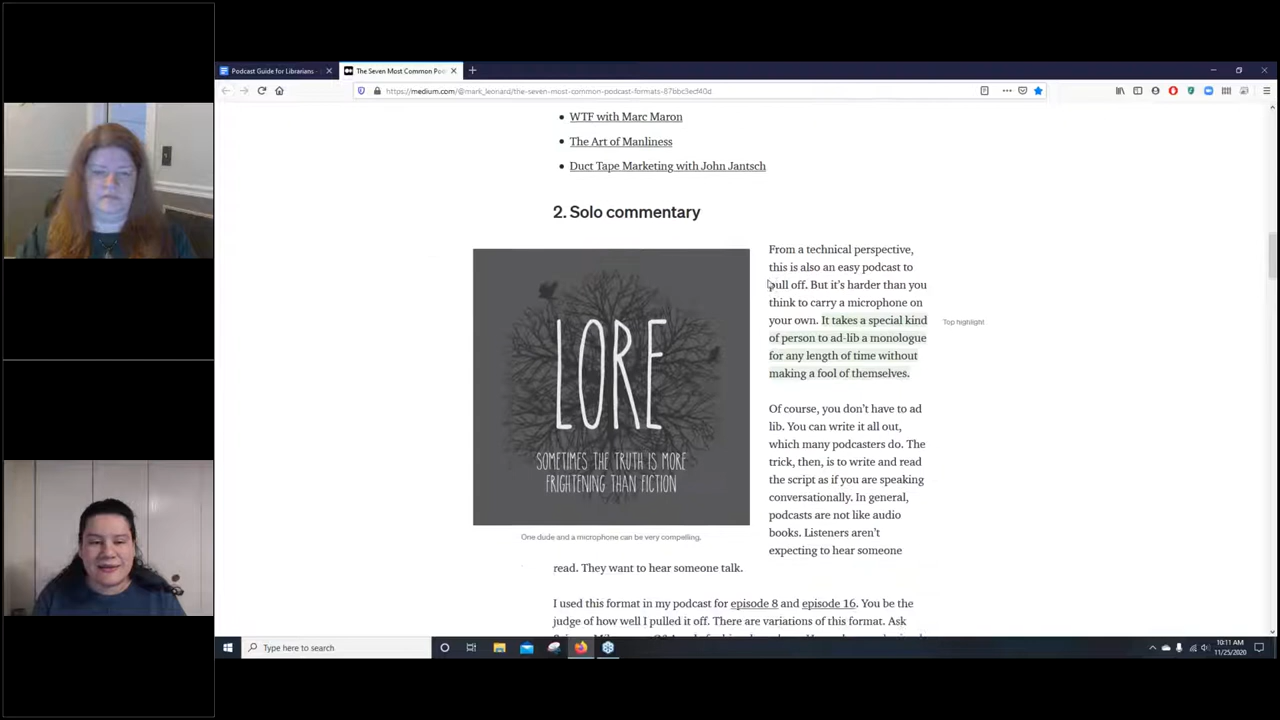 Podcast Guide for Librarians -
The Seven Most Common Po
https://medium.com/@mark_leonard/the-seven-most-common-podcast-formats-87bbc3ecf40d
WTF with Marc Maron
The Art of Manliness
Duct Tape Marketing with John Jantsch
2. Solo commentary
LORE
SOMETIMES THE TRUTH IS MORE
FRIGHTENING THAN FICTION
One dude and a microphone can be very compelling.
From a technical perspective,
this is also an easy podcast to
pull off. But it's harder than you
think to carry a microphone on
your own. It takes a special kind
of person to ad-lib a monologue
for any length of time without
making a fool of themselves.
Top highlight
Of course, you don't have to ad
lib. You can write it all out,
which many podcasters do. The
trick, then, is to write and read
the script as if you are speaking
conversationally. In general,
podcasts are not like audio
books. Listeners aren't
expecting to hear someone
read. They want to hear someone talk.
I used this format in my podcast for episode 8 and episode 16. You be the
judge of how well I pulled it off. There are variations of this format. Ask
Type here to search
10:11 AM
11/25/2020